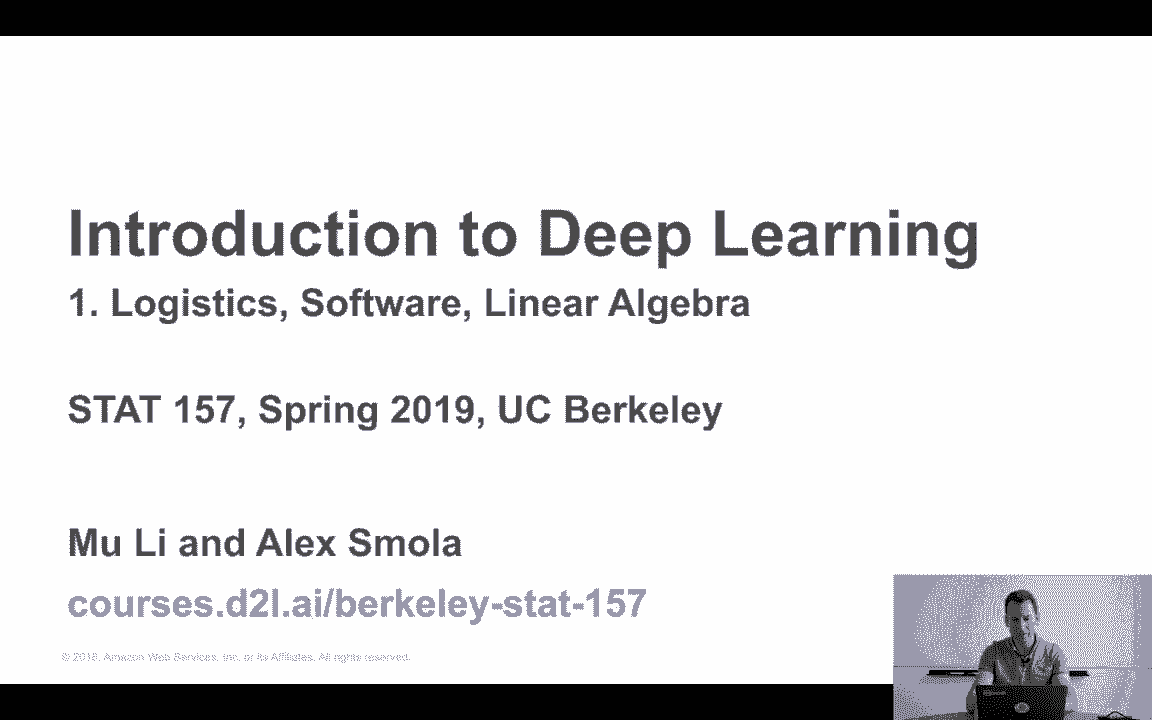 Introduction to Deep Learning
1. Logistics, Software, Linear Algebra
STAT 157, Spring 2019, UC Berkeley
Mu Li and Alex Smola
courses.d2l.ai/berkeley-stat-157
Amazon Web Services, Inc. or its Affiliates. All rights reserved.